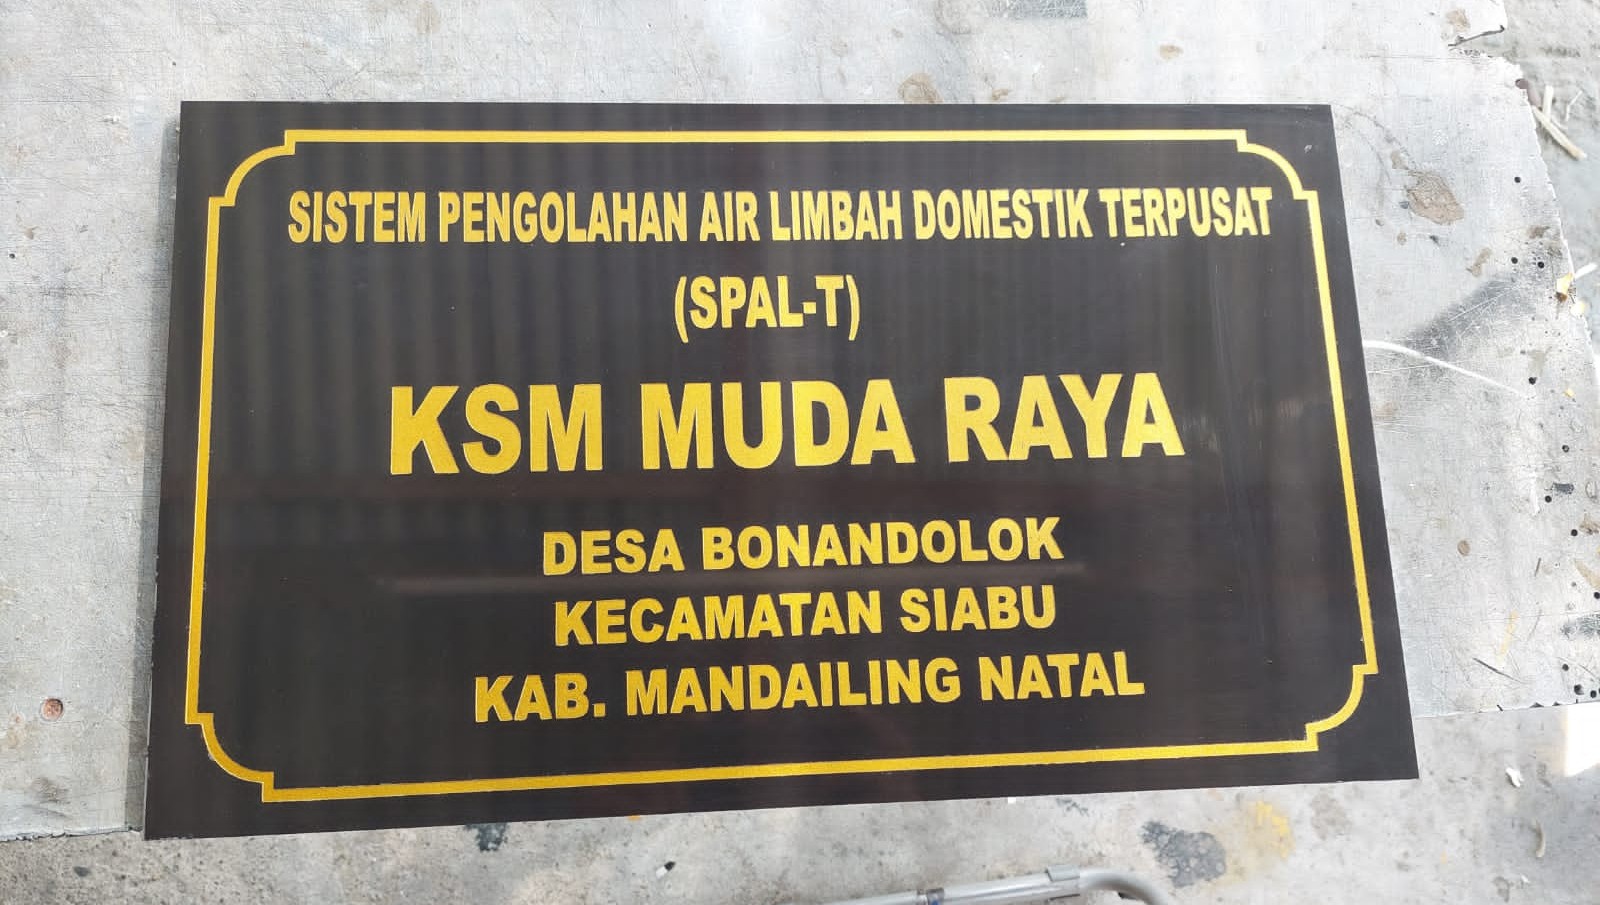 SISTEM PENGOLAHAN AIR LIMBAH DOMESTIK TERPUSAT
(SPAL-T)
KSM MUDA RAYA
DESA BONANDOLOK
KECAMATAN SIABU
KAB. MANDAILING NATAL